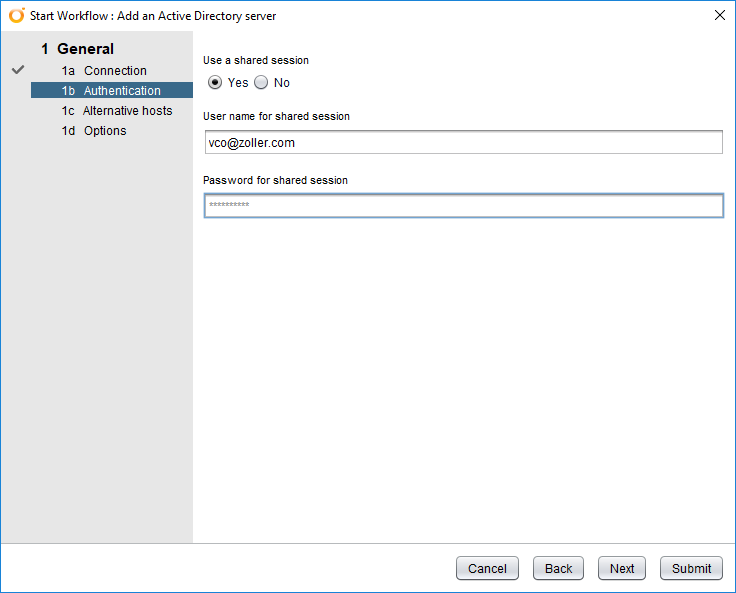 Start Workflow : Add an Active Directory server
1 General
1a Connection
1b Authentication
1c Alternative hosts
1d Options
Use a shared session
Yes No
User name for shared session
vco@zoller.com
Password for shared session
**********
Cancel Back Next Submit